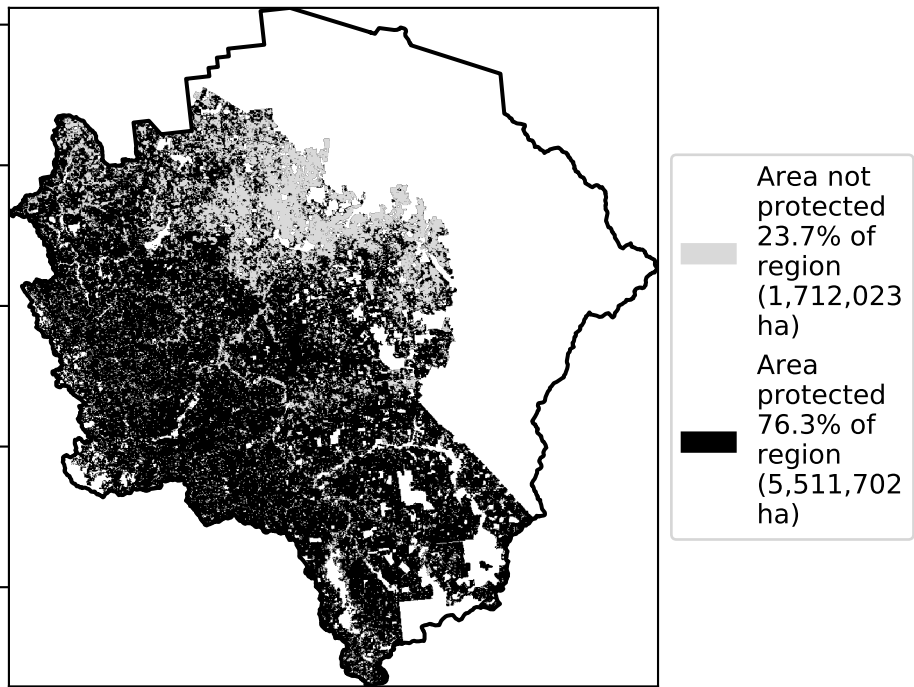 Area not
protected
23.7% of
region
(1,712,023
ha)
Area
protected
76.3% of
region
(5,511,702
ha)